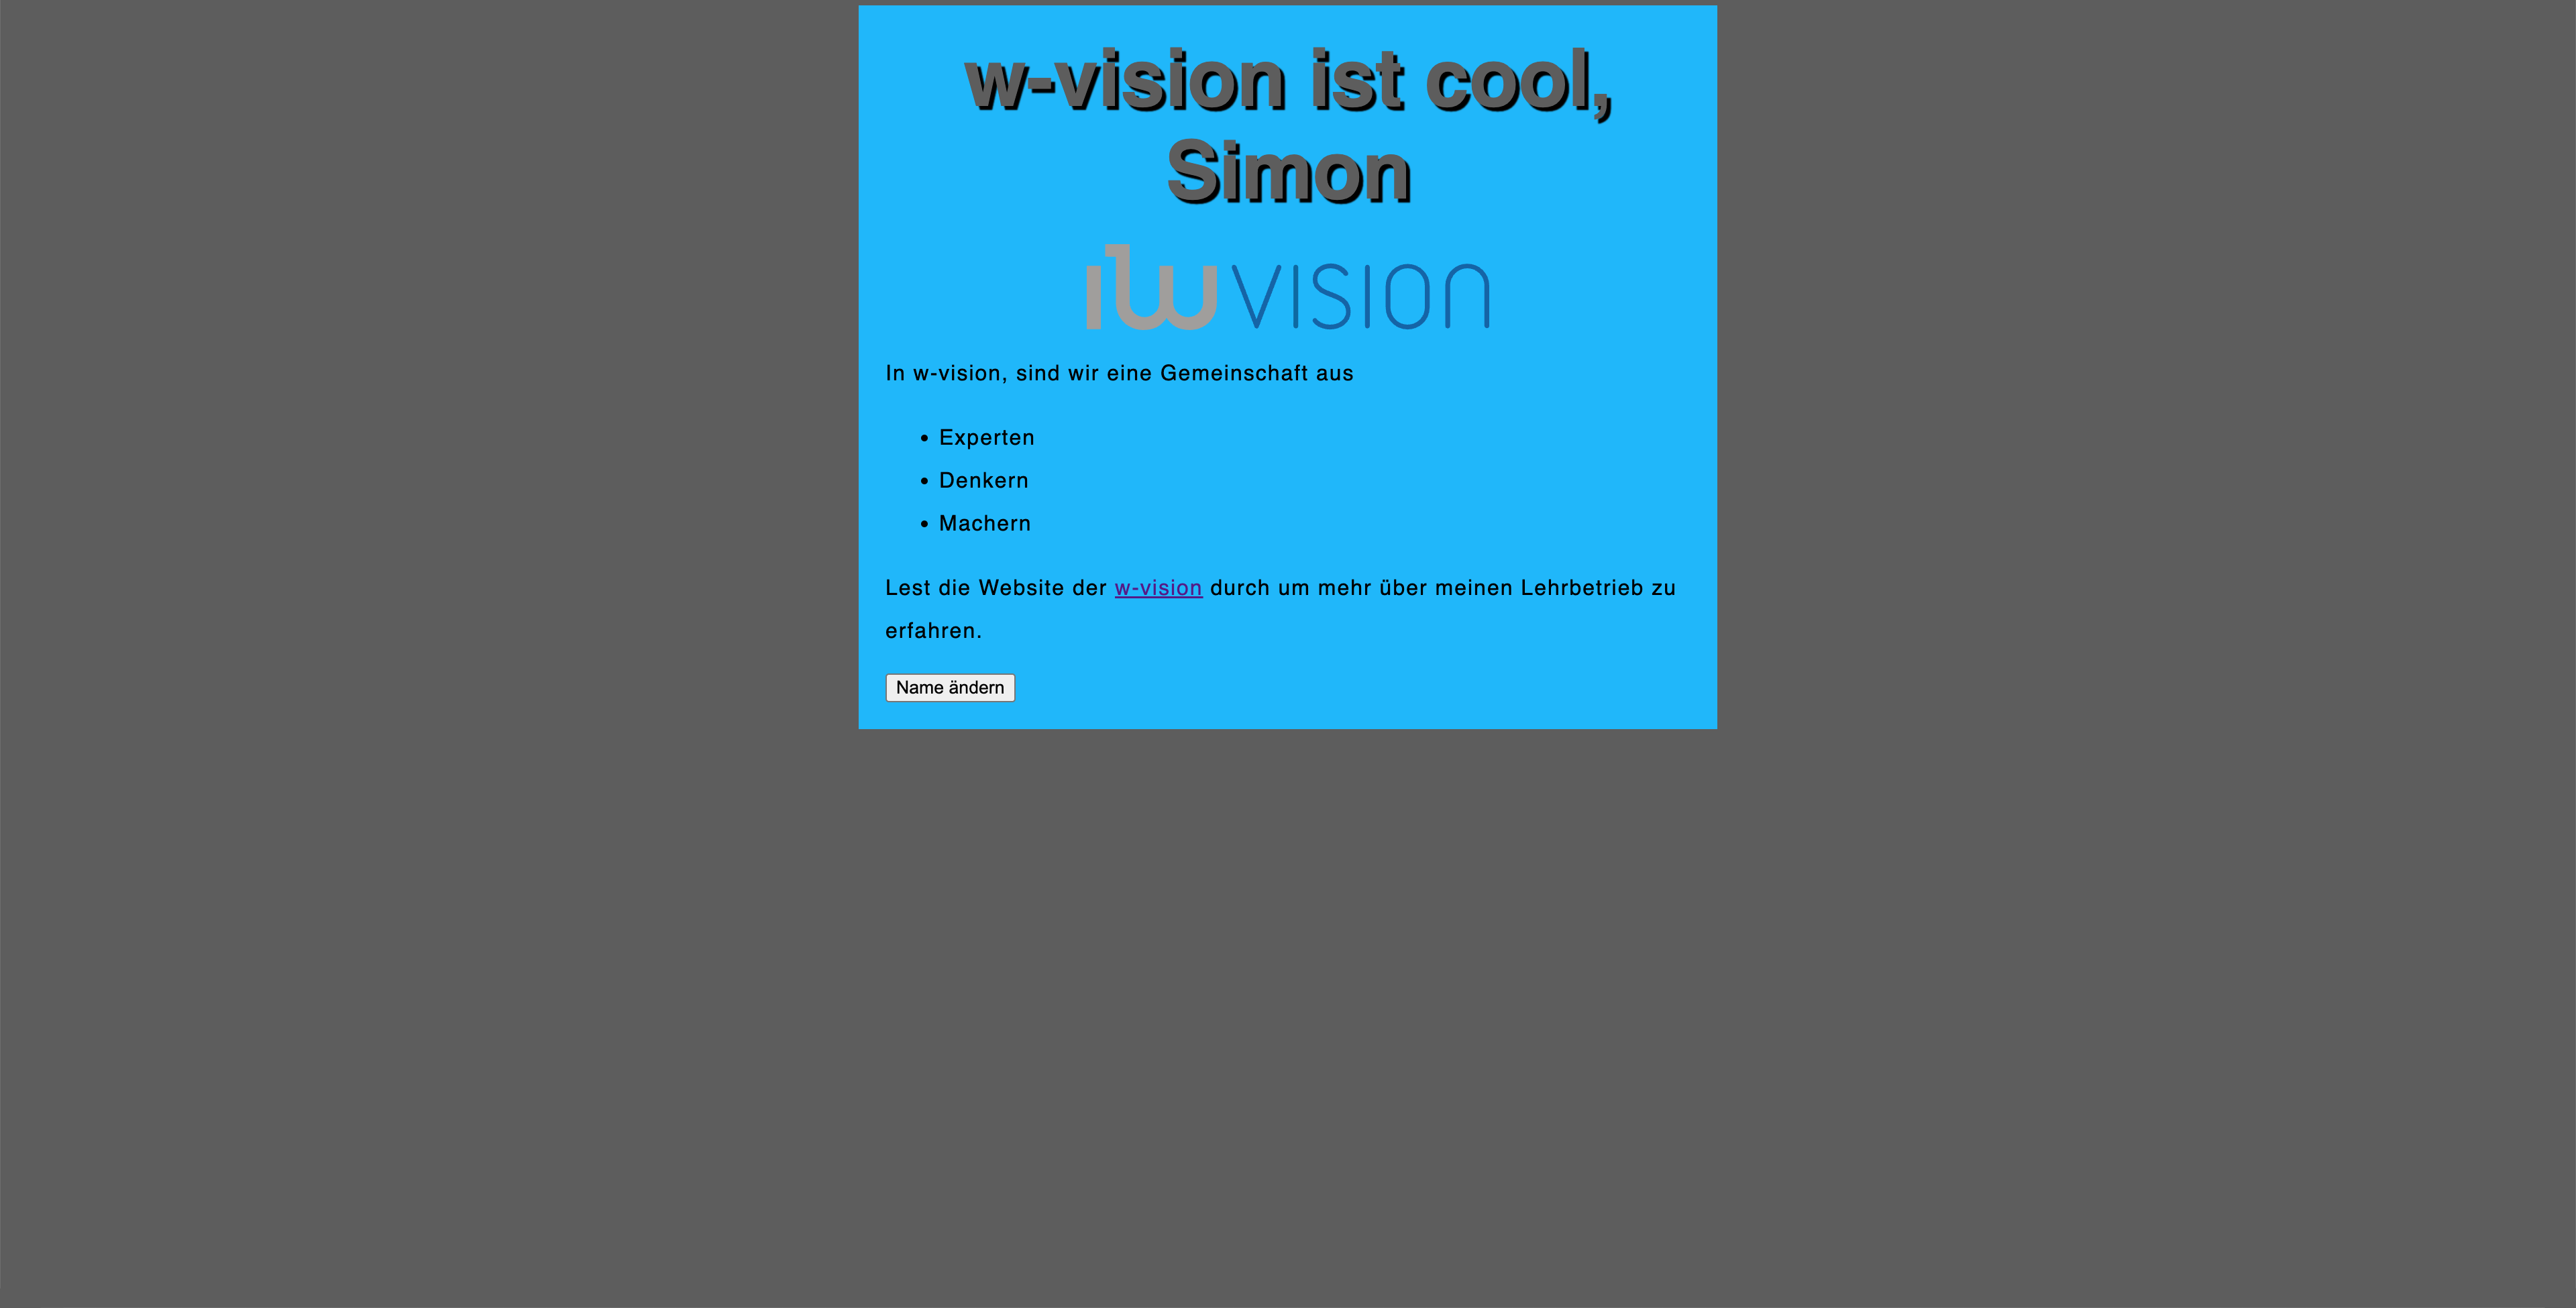 w-vision ist cool,
Simon
w vision
In w-vision, sind wir eine Gemeinschaft aus
• Experten
• Denkern
• Machern
Lest die Website der w-vision durch um mehr über meinen Lehrbetrieb zu
erfahren.
Name ändern